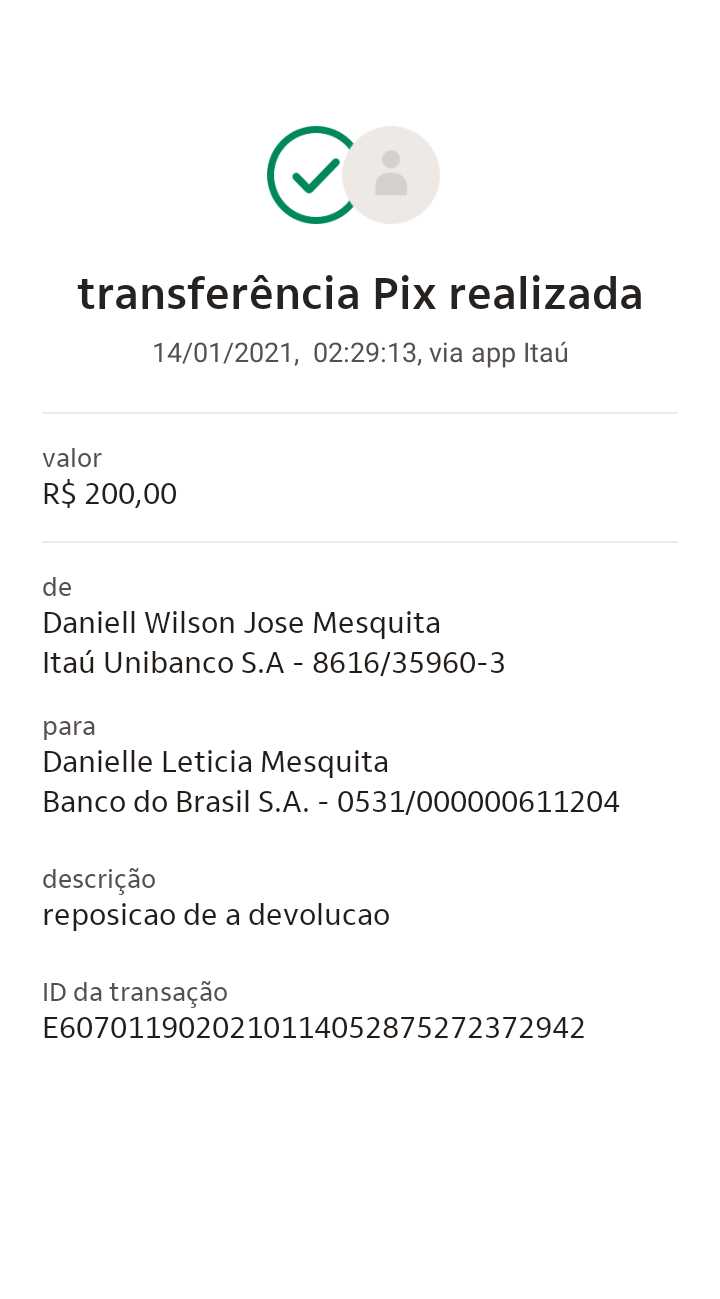 transferência Pix realizada
14/01/2021, 02:29:13, via app Itaú
valor
R$ 200,00
de
Daniell Wilson Jose Mesquita
Itaú Unibanco S.A - 8616/35960-3
para
Danielle Leticia Mesquita
Banco do Brasil S.A. - 0531/000000611204
descrição
reposicao de a devolucao
ID da transação
E6070119020210114052875272372942